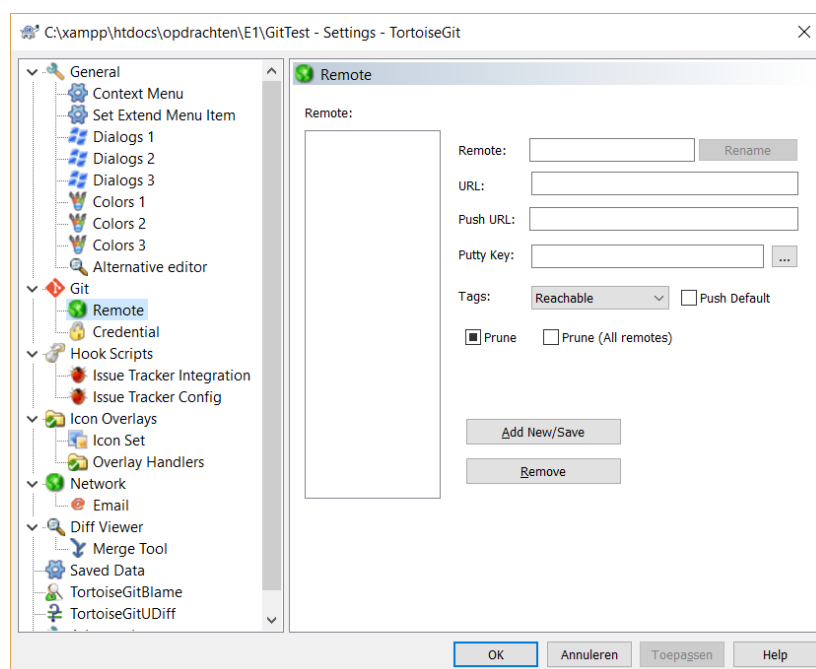 C:\xampp\htdocs\opdrachten\E1\GitTest - Settings - TortoiseGit
General
Context Menu
Set Extend Menu Item
Dialogs 1
Dialogs 2
Dialogs 3
Colors 1
Colors 2
Colors 3
Alternative editor
Git
Remote
Credential
Hook Scripts
Issue Tracker Integration
Issue Tracker Config
Icon Overlays
Icon Set
Overlay Handlers
Network
Email
Diff Viewer
Merge Tool
Saved Data
TortoiseGitBlame
TortoiseGitUDiff
Remote
Remote:
Remote:
Rename
URL:
Push URL:
Putty Key:
...
Tags:
Reachable
Push Default
Prune
Prune (All remotes)
Add New/Save
Remove
OK
Annuleren
Toepassen
Help